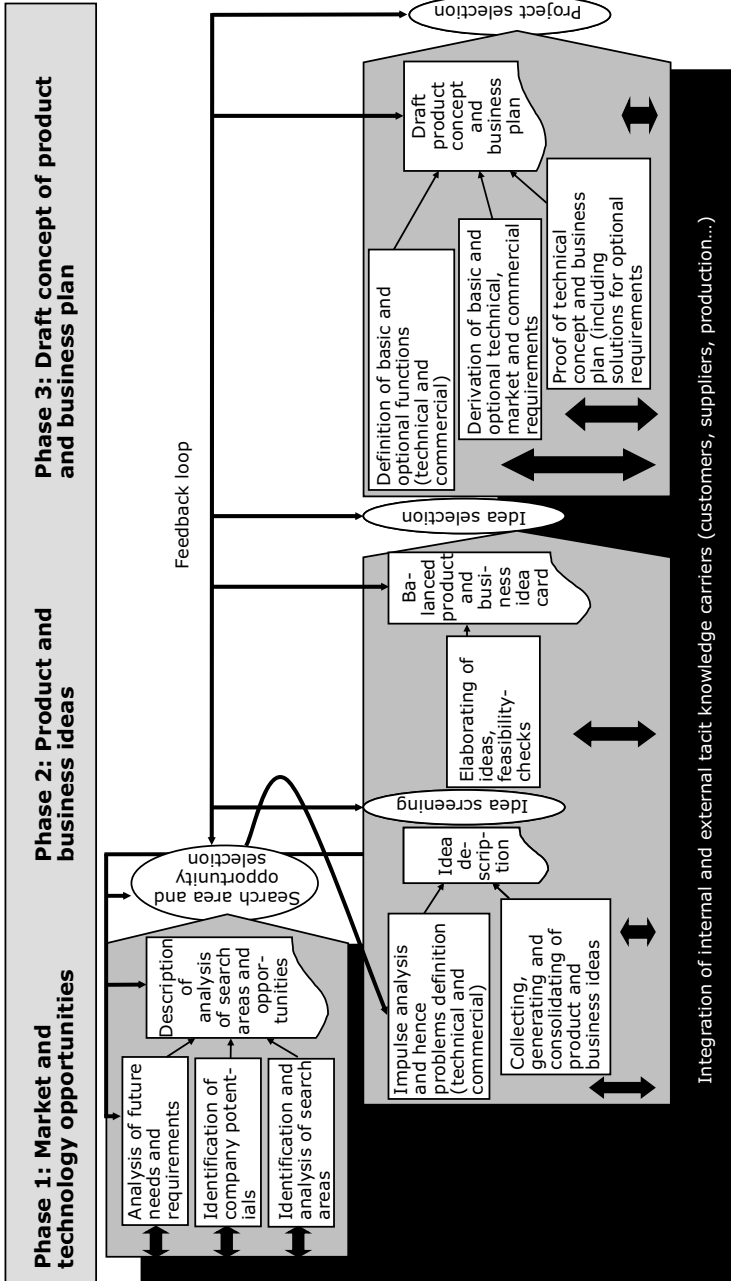 Phase 1: Market and
technology opportunities
Phase 2: Product and
business ideas
Phase 3: Draft concept of product
and business plan
Analysis of future
needs and
requirements
Identification of
company potent-
ials
Identification and
analysis of search
areas
Description
of
analysis
of search
areas and
oppor-
tunities
Search area and
opportunity
selection
Feedback loop
Impulse analysis
and hence
problems definition
(technical and
commercial)
Collecting,
generating and
consolidating of
product and
business ideas
Idea
de-
scrip-
tion
Idea screening
Elaborating of
ideas,
feasibility-
checks
Ba-
lanced
product
and
busi-
ness
idea
card
Idea selection
Definition of basic and
optional functions
(technical and
commercial)
Derivation of basic and
optional technical,
market and commercial
requirements
Proof of technical
concept and business
plan (including
solutions for optional
requirements
Draft
product
concept
and
business
plan
Project selection
Integration of internal and external tacit knowledge carriers (customers, suppliers, production…)